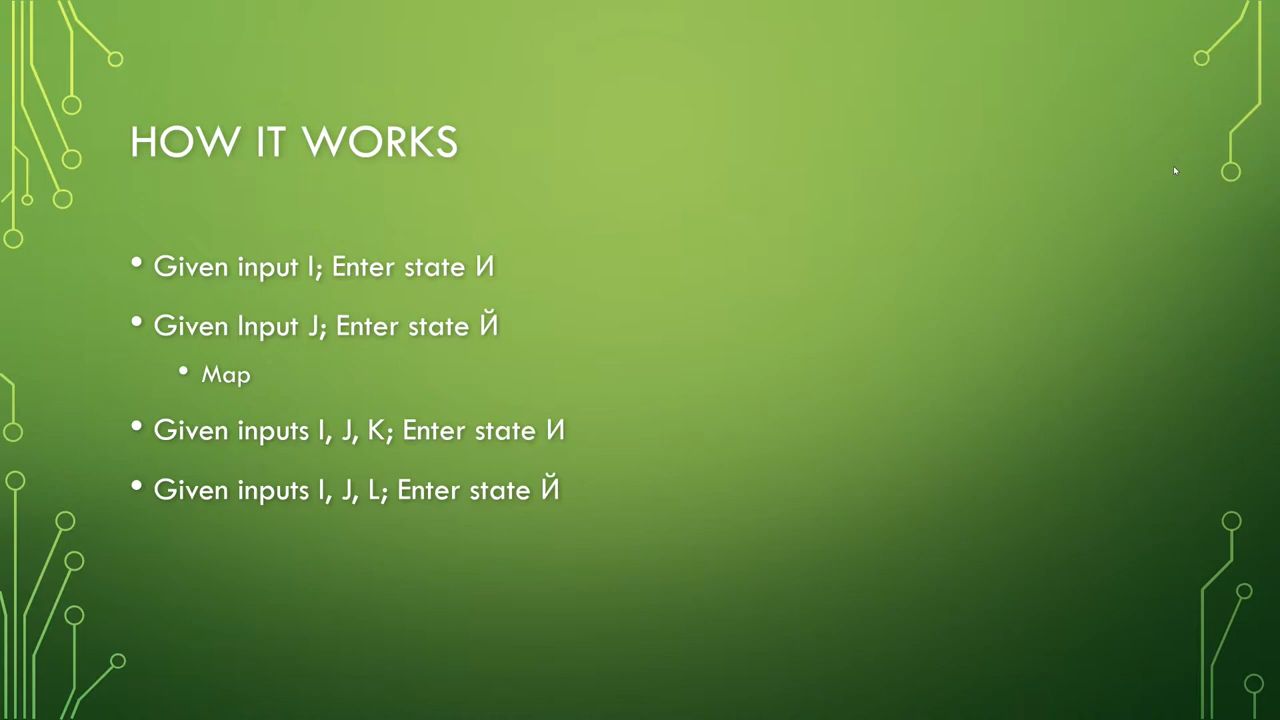 HOW IT WORKS
• Given input I; Enter state И
• Given Input J; Enter state Й
• Map
• Given inputs I, J, K; Enter state И
• Given inputs I, J, L; Enter state Й